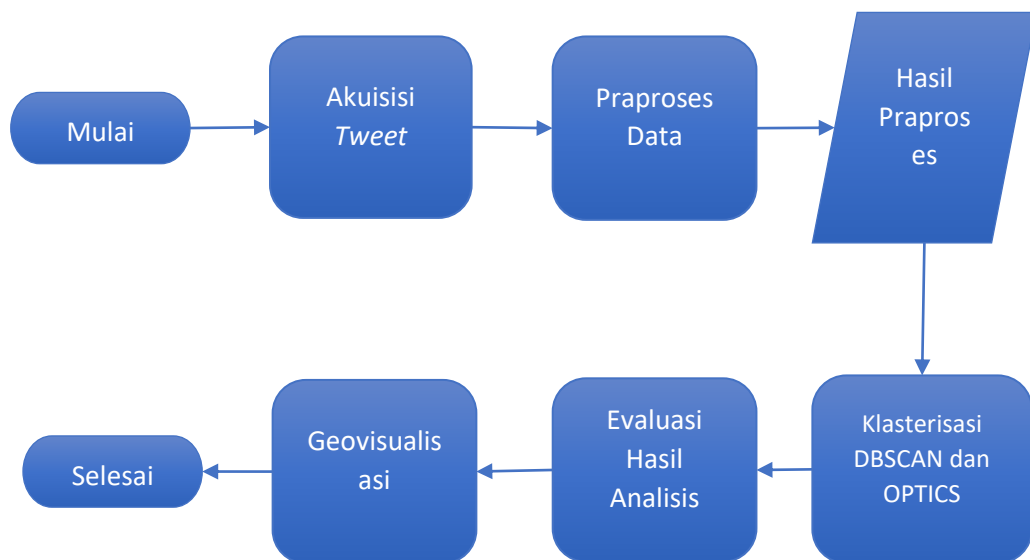 Mulai
Akuisisi
Tweet
Praproses
Data
Hasil
Prapros
es
Klasterisasi
DBSCAN dan
OPTICS
Evaluasi
Hasil
Analisis
Geovisualis
asi
Selesai